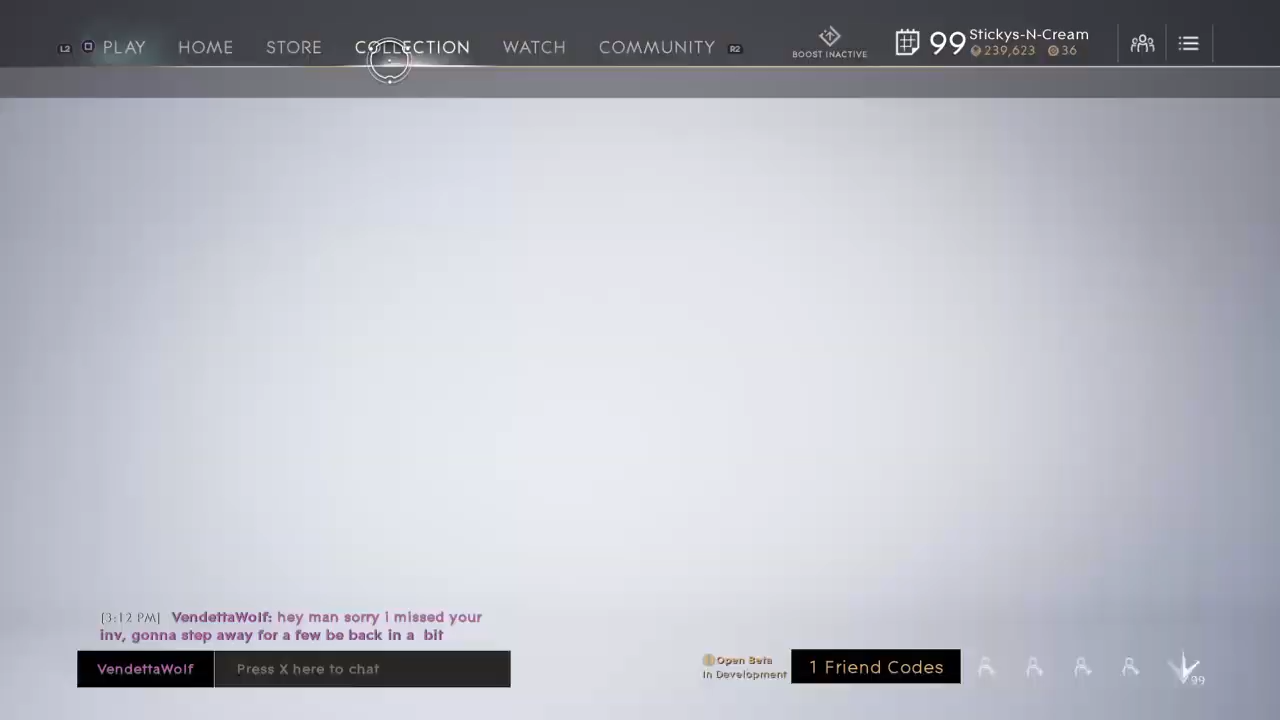 L2 PLAY HOME STORE COLLECTION WATCH COMMUNITY R2
BOOST INACTIVE
99 Stickys-N-Cream
239,623 36
[3:12 PM] VendettaWolf: hey man sorry i missed your
inv, gonna step away for a few be back in a bit
VendettaWolf Press X here to chat
Open Beta
In Development
1 Friend Codes
99